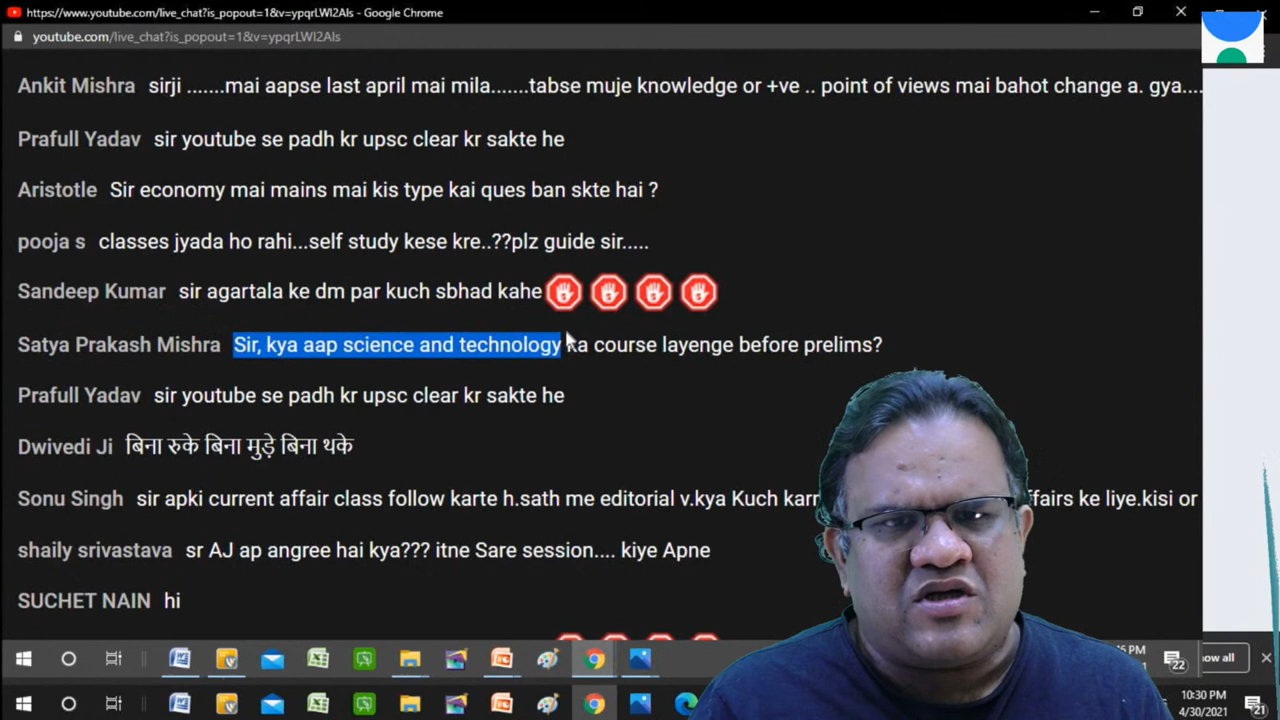 https://www.youtube.com/live_chat?is_popout=1&v=ypqrLWl2Als - Google Chrome
youtube.com/live_chat?is_popout=1&v=ypqrLWl2Als
Ankit Mishra sirji .......mai aapse last april mai mila.......tabse muje knowledge or +ve .. point of views mai bahot change a. gya....
Prafull Yadav sir youtube se padh kr upsc clear kr sakte he
Aristotle Sir economy mai mains mai kis type kai ques ban skte hai ?
pooja s classes jyada ho rahi...self study kese kre..??plz guide sir.....
Sandeep Kumar sir agartala ke dm par kuch sbhad kahe
Satya Prakash Mishra Sir, kya aap science and technology ka course layenge before prelims?
Prafull Yadav sir youtube se padh kr upsc clear kr sakte he
Dwivedi Ji बिना रुके बिना मुड़े बिना थके
Sonu Singh sir apki current affair class follow karte h.sath me editorial v.kya Kuch ke liye.kisi or
shaily srivastava sr AJ ap angree hai kya??? itne Sare session.... kiye Apne
SUCHET NAIN hi
PM 22
10:30 PM
4/30/2021 21